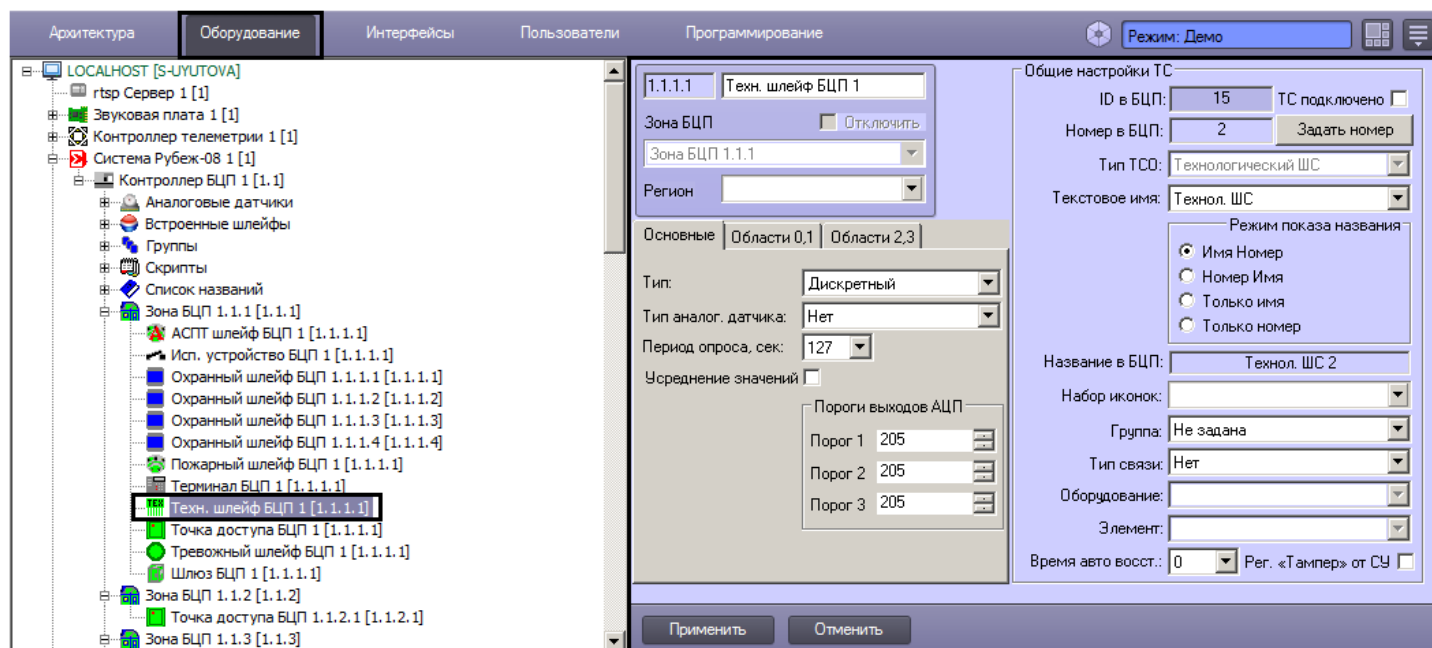 Архитектура Оборудование Интерфейсы Пользователи Программирование Режим: Демо
LOCALHOST [S-UYUTOVA]
rtsp Сервер 1 [1]
Звуковая плата 1 [1]
Контроллер телеметрии 1 [1]
Система Рубеж-08 1 [1]
Контроллер БЦП 1 [1.1]
Аналоговые датчики
Встроенные шлейфы
Группы
Скрипты
Список названий
Зона БЦП 1.1.1 [1.1.1]
АСПТ шлейф БЦП 1 [1.1.1.1]
Исп. устройство БЦП 1 [1.1.1.1]
Охранный шлейф БЦП 1.1.1.1 [1.1.1.1]
Охранный шлейф БЦП 1.1.1.2 [1.1.1.2]
Охранный шлейф БЦП 1.1.1.3 [1.1.1.3]
Охранный шлейф БЦП 1.1.1.4 [1.1.1.4]
Пожарный шлейф БЦП 1 [1.1.1.1]
Терминал БЦП 1 [1.1.1.1]
ТЕХ Техн. шлейф БЦП 1 [1.1.1.1]
Точка доступа БЦП 1 [1.1.1.1]
Тревожный шлейф БЦП 1 [1.1.1.1]
Шлюз БЦП 1 [1.1.1.1]
Зона БЦП 1.1.2 [1.1.2]
Точка доступа БЦП 1.1.2.1 [1.1.2.1]
Зона БЦП 1.1.3 [1.1.3]
1.1.1.1 Техн. шлейф БЦП 1
Зона БЦП Отключить
Зона БЦП 1.1.1
Регион
Основные Области 0,1 Области 2,3
Тип: Дискретный
Тип аналог. датчика: Нет
Период опроса, сек: 127
Усреднение значений
Пороги выходов АЦП
Порог 1 205
Порог 2 205
Порог 3 205
Общие настройки ТС
ID в БЦП: 15 ТС подключено
Номер в БЦП: 2 Задать номер
Тип ТСО: Технологический ШС
Текстовое имя: Технол. ШС
Режим показа названия
Имя Номер
Номер Имя
Только имя
Только номер
Название в БЦП: Технол. ШС 2
Набор иконок:
Группа: Не задана
Тип связи: Нет
Оборудование:
Элемент:
Время авто восст.: 0 Рег. «Тампер» от СУ
Применить Отменить